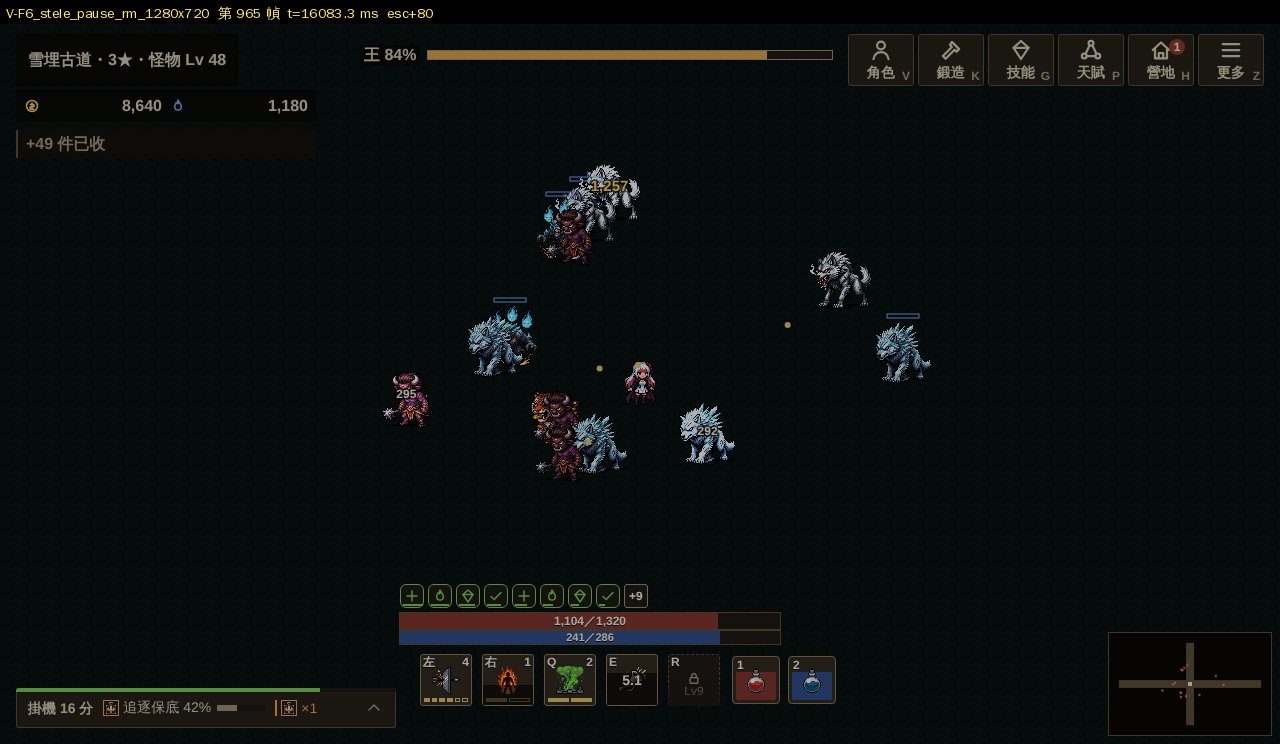 V-F6_stele_pause_rm_1280x720 第 965 幀 t=16083.3 ms esc+80
雪埋古道・3★・怪物 Lv 48
王 84%
角色 V
鍛造 K
技能 G
天賦 P
營地 H
1
更多 Z
8,640
1,180
+49 件已收
1,257
295
292
+9
1,104／1,320
241／286
左 4
右 1
Q 2
E 5.1
R Lv9
1
2
掛機 16 分
追逐保底 42%
×1